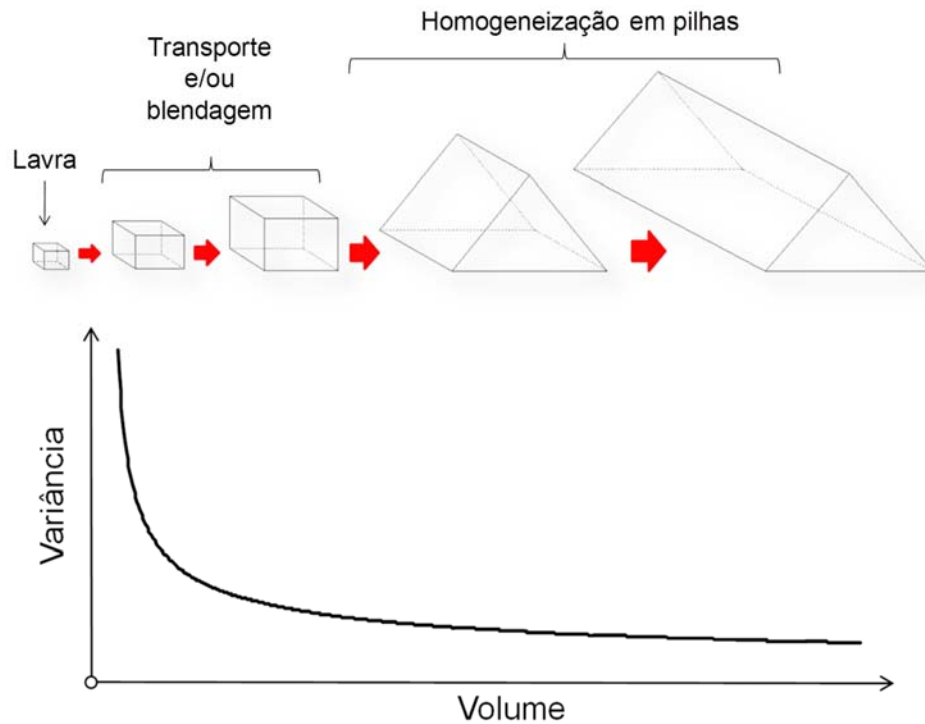 Homogeneização em pilhas
Transporte
e/ou
blendagem
Lavra
Variância
Volume